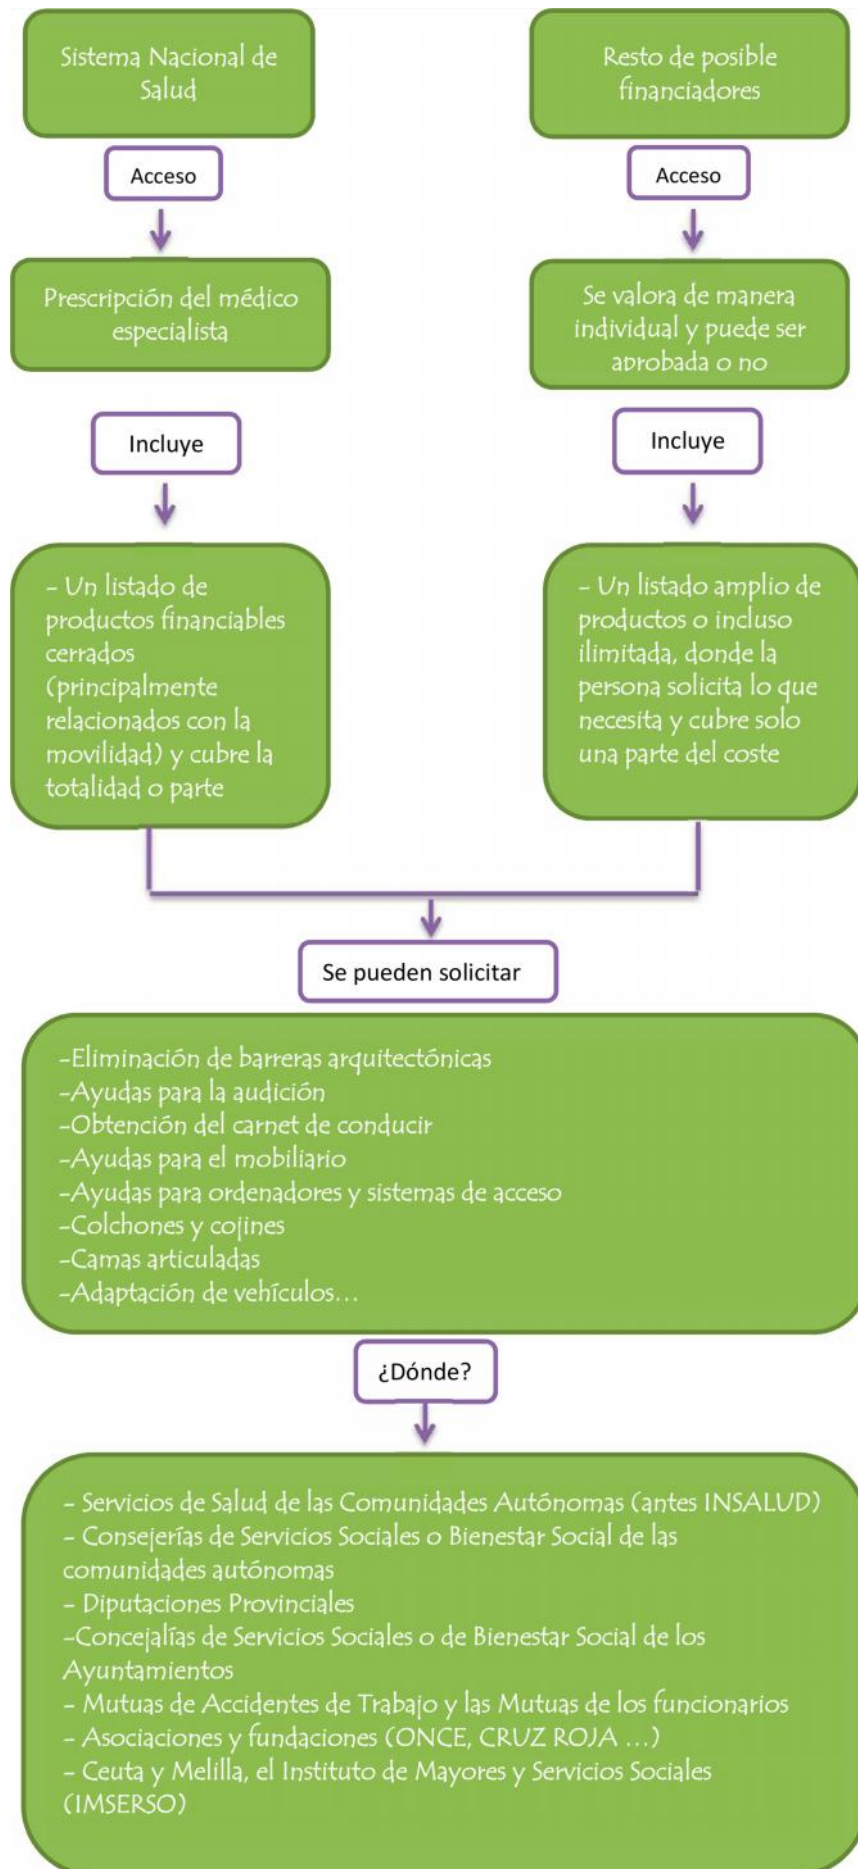 Sistema Nacional de
Salud
Resto de posible
financiadores
Acceso
Acceso
Prescripción del médico
especialista
Se valora de manera
individual y puede ser
aprobada o no
Incluye
Incluye
- Un listado de
productos financiables
cerrados
(principalmente
relacionados con la
movilidad) y cubre la
totalidad o parte
- Un listado amplio de
productos o incluso
ilimitada, donde la
persona solicita lo que
necesita y cubre solo
una parte del coste
Se pueden solicitar
-Eliminación de barreras arquitectónicas
-Ayudas para la audición
-Obtención del carnet de conducir
-Ayudas para el mobiliario
-Ayudas para ordenadores y sistemas de acceso
-Colchones y cojines
-Camas articuladas
-Adaptación de vehículos...
¿Dónde?
- Servicios de Salud de las Comunidades Autónomas (antes INSALUD)
- Consejerías de Servicios Sociales o Bienestar Social de las
comunidades autónomas
- Diputaciones Provinciales
-Concejalías de Servicios Sociales o de Bienestar Social de los
Ayuntamientos
- Mutuas de Accidentes de Trabajo y las Mutuas de los funcionarios
- Asociaciones y fundaciones (ONCE, CRUZ ROJA ...)
- Ceuta y Melilla, el Instituto de Mayores y Servicios Sociales
(IMSERSO)